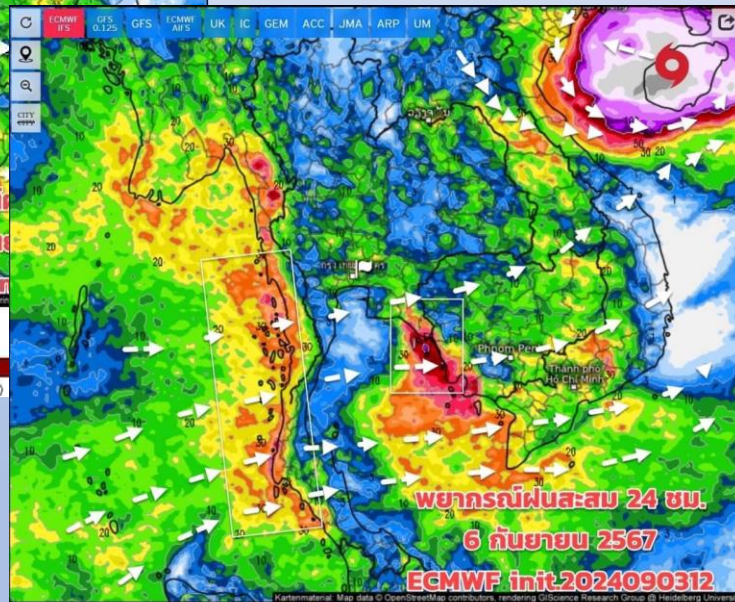 ECMWF IFS
GFS 0.125
GFS
ECMWF AIFS
UK
IC
GEM
ACC
JMA
ARP
UM
CITY
CITY
Phnom Pen
Thành phố
Hồ Chí Minh
พยากรณ์ฝนสะสม 24 ชม.
6 กันยายน 2567
ECMWF init.2024090312
Kartenmaterial: Map data © OpenStreetMap contributors, rendering GIScience Research Group @ Heidelberg Universi